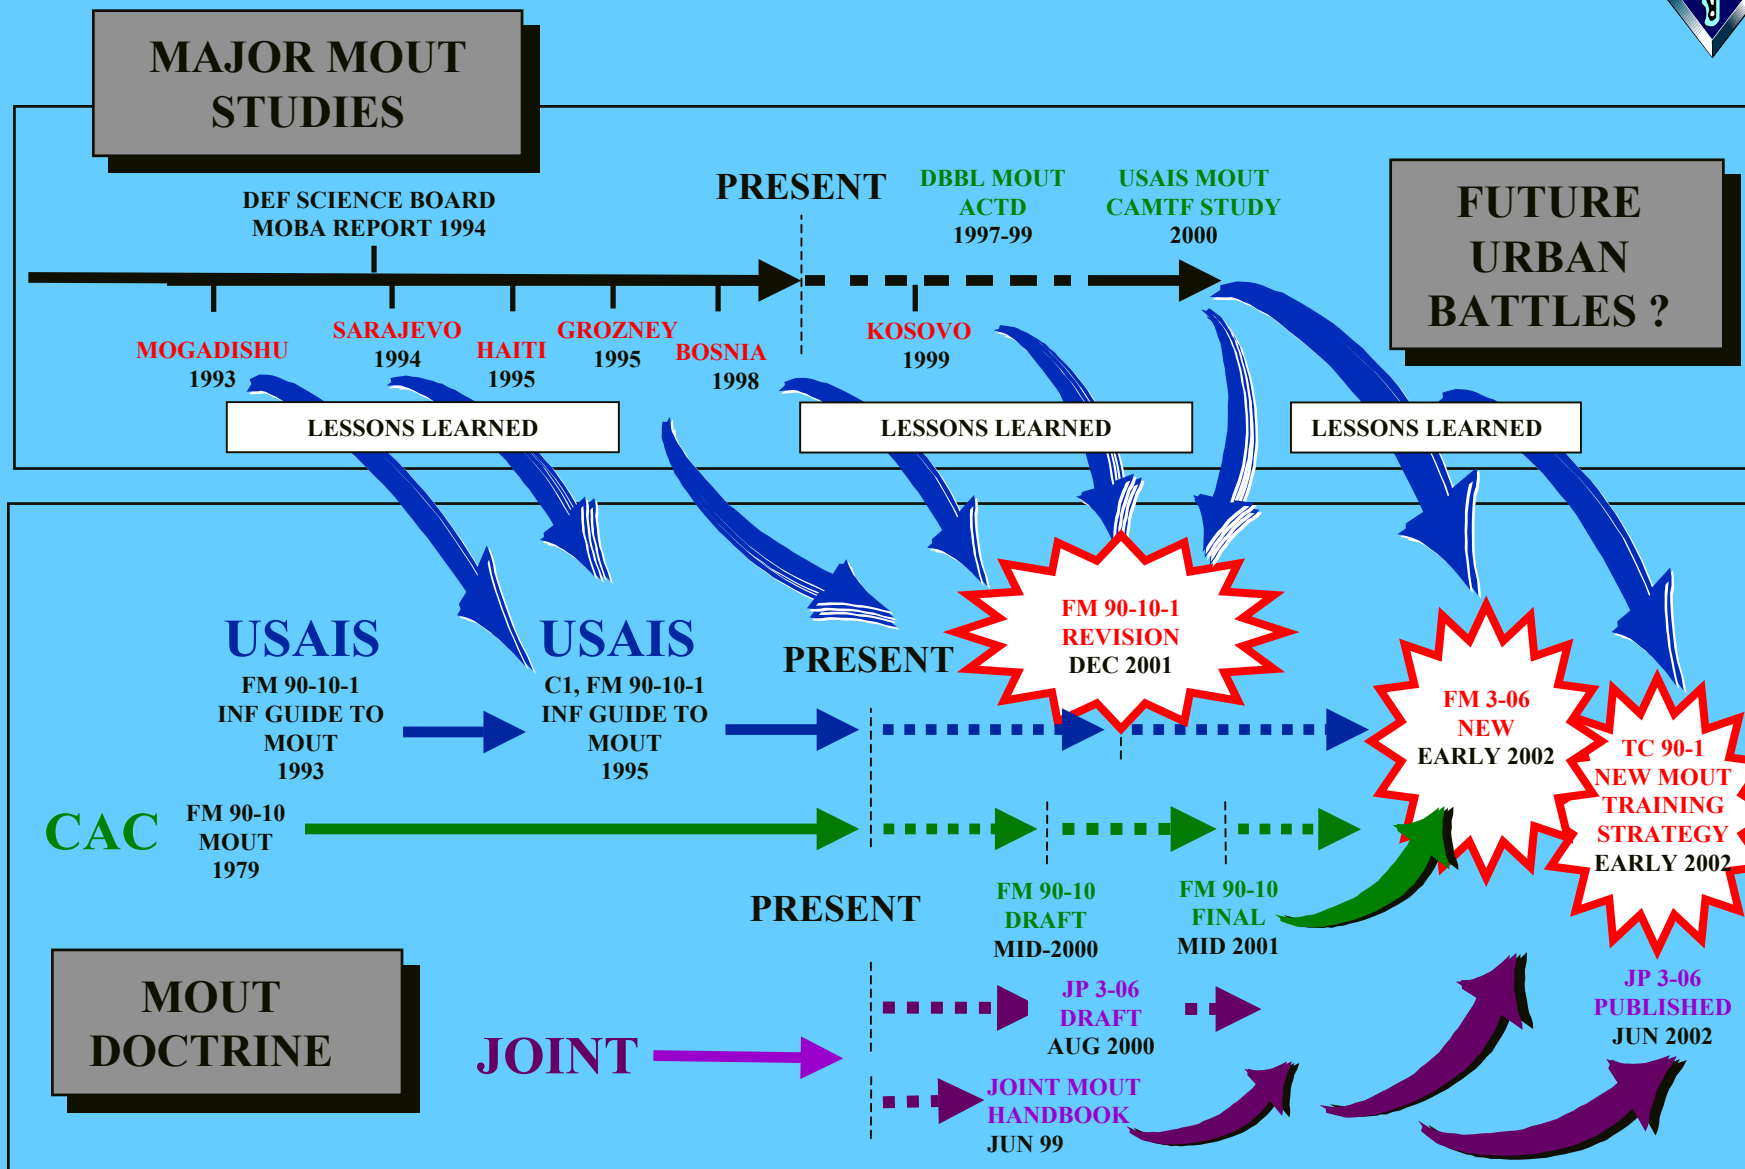 MAJOR MOUT
STUDIES
DEF SCIENCE BOARD
MOBA REPORT 1994
PRESENT
DBBL MOUT
ACTD
1997-99
USAIS MOUT
CAMTF STUDY
2000
FUTURE
URBAN
BATTLES ?
MOGADISHU
1993
SARAJEVO
1994
HAITI
1995
GROZNEY
1995
BOSNIA
1998
KOSOVO
1999
LESSONS LEARNED
LESSONS LEARNED
LESSONS LEARNED
USAIS
FM 90-10-1
INF GUIDE TO
MOUT
1993
USAIS
C1, FM 90-10-1
INF GUIDE TO
MOUT
1995
PRESENT
FM 90-10-1
REVISION
DEC 2001
FM 3-06
NEW
EARLY 2002
TC 90-1
NEW MOUT
TRAINING
STRATEGY
EARLY 2002
CAC
FM 90-10
MOUT
1979
PRESENT
FM 90-10
DRAFT
MID-2000
FM 90-10
FINAL
MID 2001
MOUT
DOCTRINE
JOINT
JP 3-06
DRAFT
AUG 2000
JP 3-06
PUBLISHED
JUN 2002
JOINT MOUT
HANDBOOK
JUN 99